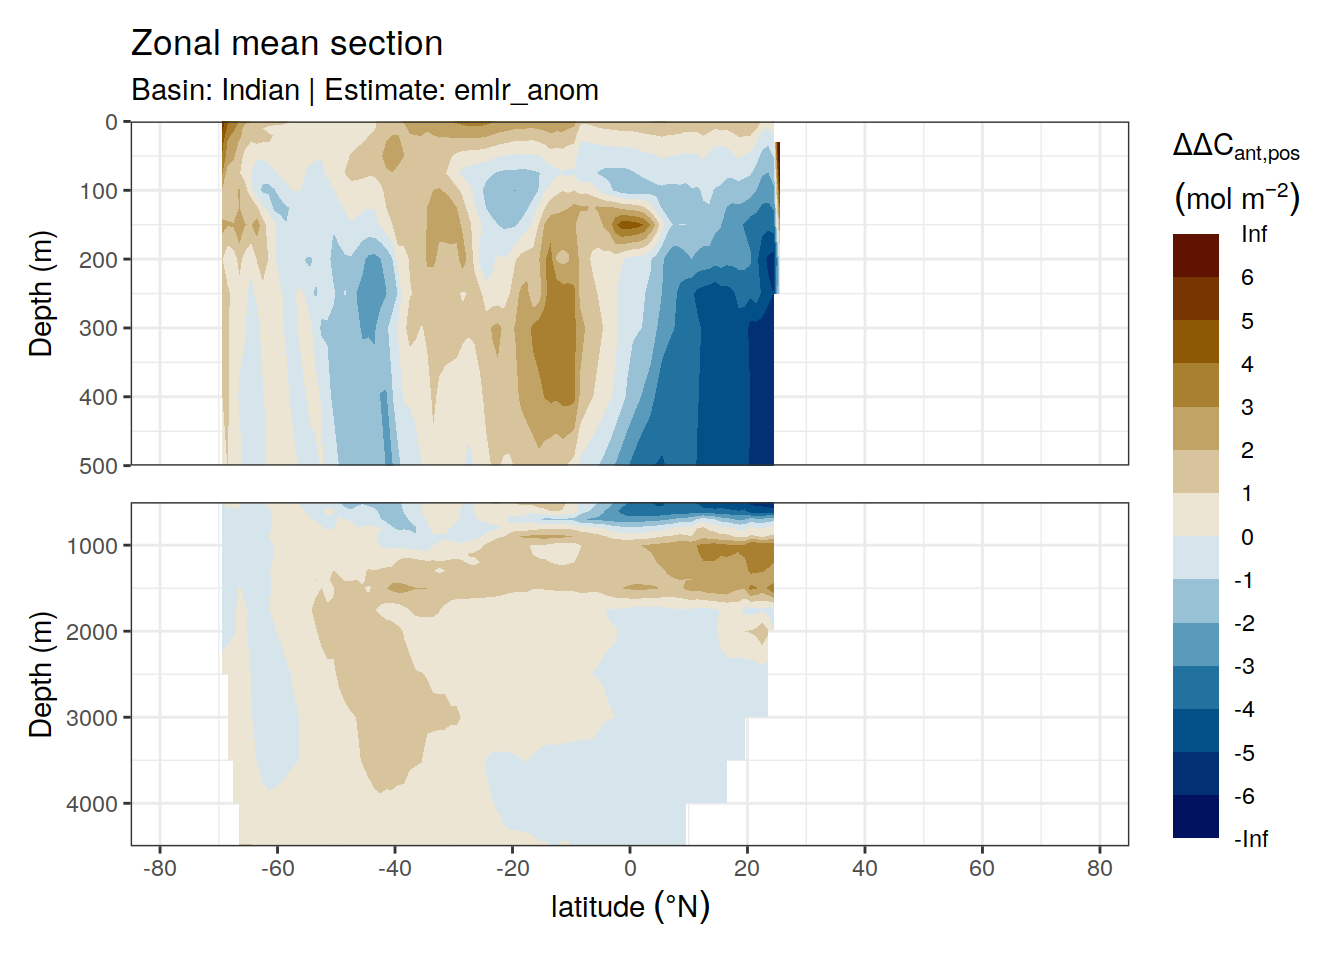 Zonal mean section
Basin: Indian | Estimate: emlr_anom
ΔΔC_ant,pos
(mol m⁻²)
Inf
6
5
4
3
2
1
0
-1
-2
-3
-4
-5
-6
-Inf
Depth (m)
0
100
200
300
400
500
Depth (m)
1000
2000
3000
4000
-80 -60 -40 -20 0 20 40 60 80
latitude (°N)